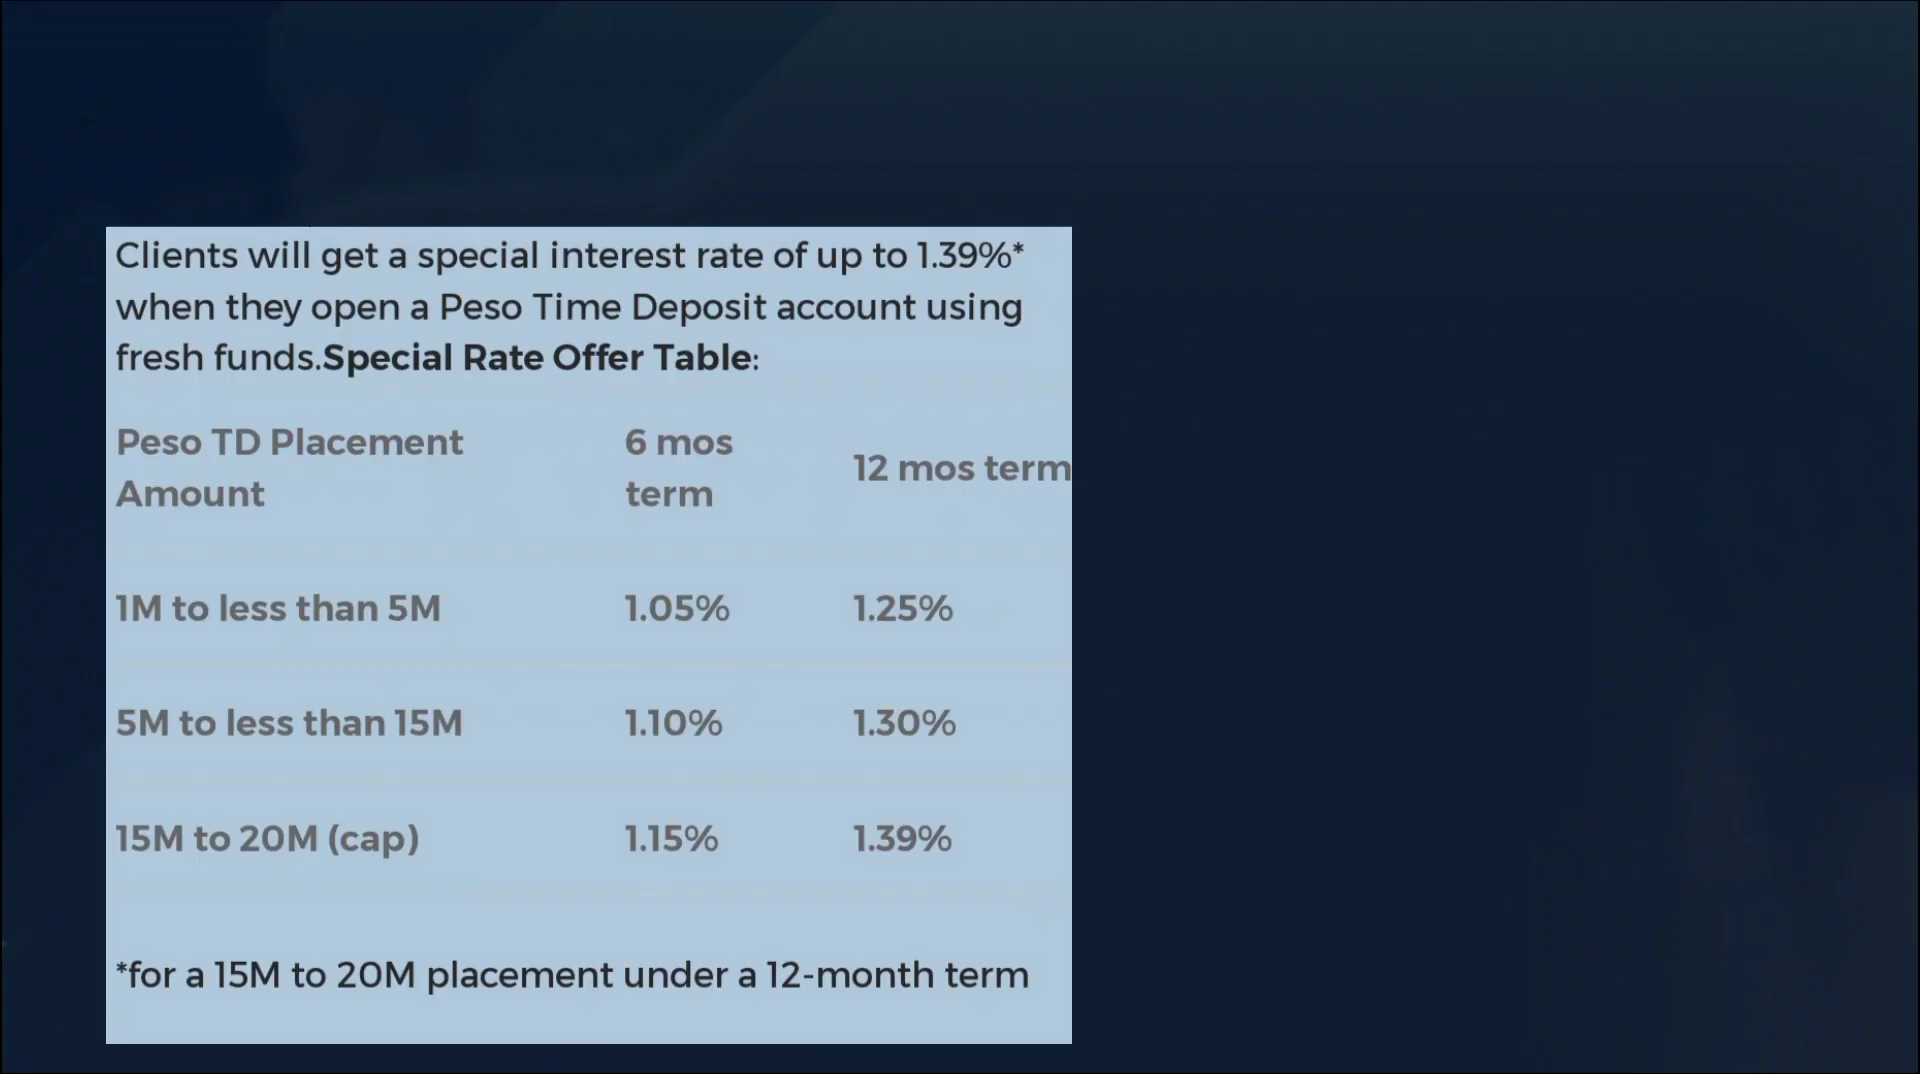 Clients will get a special interest rate of up to 1.39%*
when they open a Peso Time Deposit account using
fresh funds.Special Rate Offer Table:
Peso TD Placement
Amount
6 mos
term
12 mos term
1M to less than 5M 1.05% 1.25%
5M to less than 15M 1.10% 1.30%
15M to 20M (cap) 1.15% 1.39%
*for a 15M to 20M placement under a 12-month term